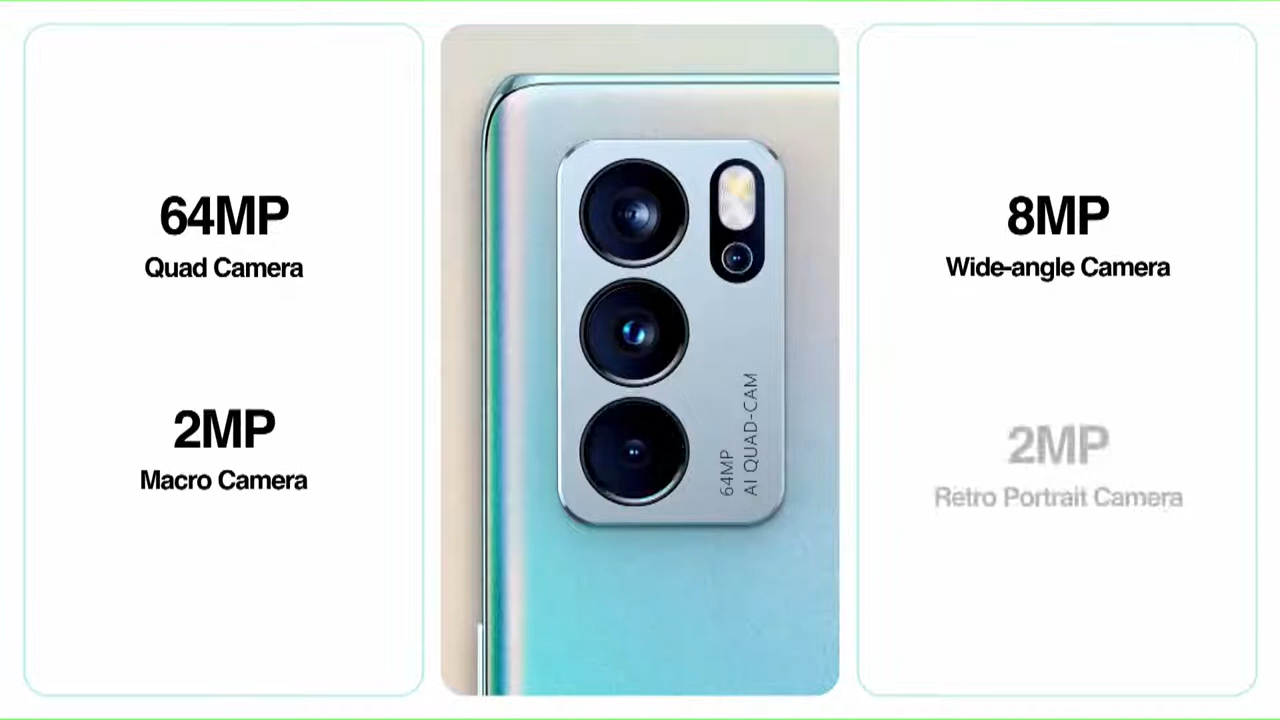 64MP
Quad Camera
2MP
Macro Camera
64MP
AI QUAD-CAM
8MP
Wide-angle Camera
2MP
Retro Portrait Camera